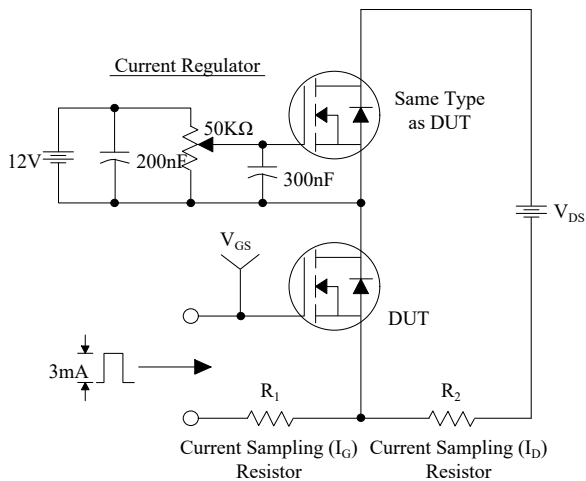 Current Regulator
Same Type
as DUT
50KΩ
12V
200nF
300nF
VDS
VGS
DUT
3mA
R1
R2
Current Sampling (IG)
Resistor
Current Sampling (ID)
Resistor